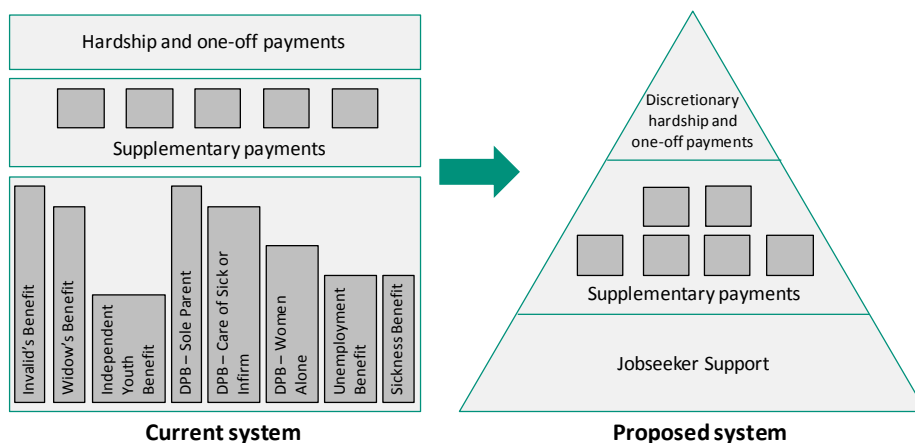 Hardship and one-off payments
Supplementary payments
Invalid's Benefit
Widow's Benefit
Independent
Youth
Benefit
DPB – Sole Parent
DPB – Care of Sick or
Infirm
DPB – Women
Alone
Unemployment
Benefit
Sickness Benefit
Current system
Discretionary
hardship and
one-off payments
Supplementary payments
Jobseeker Support
Proposed system